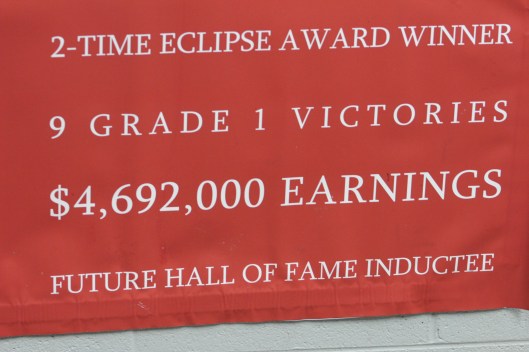 2-TIME ECLIPSE AWARD WINNER
9 GRADE 1 VICTORIES
$4,692,000 EARNINGS
FUTURE HALL OF FAME INDUCTEE